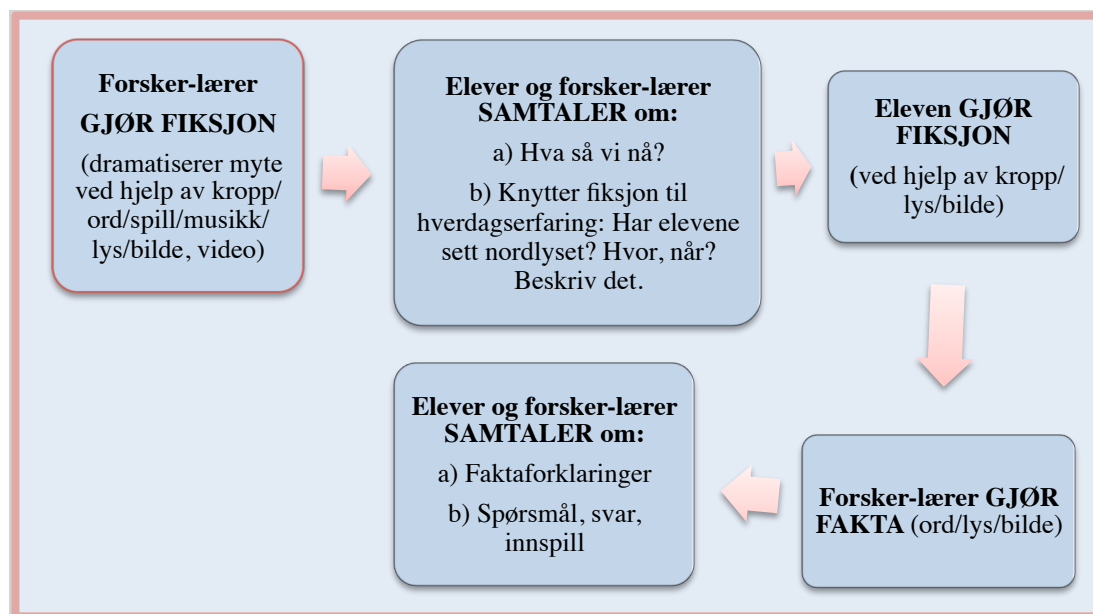 Forsker-lærer
GJØR FIKSJON
(dramatiserer myte
ved hjelp av kropp/
ord/spill/musikk/
lys/bilde, video)
Elever og forsker-lærer
SAMTALER om:
a) Hva så vi nå?
b) Knytter fiksjon til
hverdagserfaring: Har elevene
sett nordlyset? Hvor, når?
Beskriv det.
Eleven GJØR
FIKSJON
(ved hjelp av kropp/
lys/bilde)
Forsker-lærer GJØR
FAKTA (ord/lys/bilde)
Elever og forsker-lærer
SAMTALER om:
a) Faktaforklaringer
b) Spørsmål, svar,
innspill